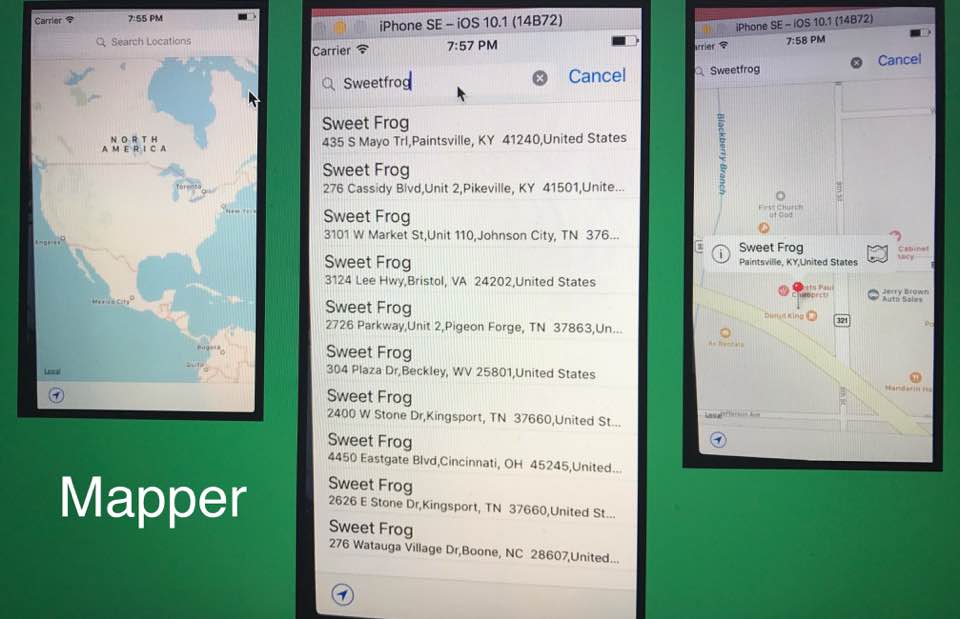 Carrier 7:55 PM
Search Locations
NORTH
AMERICA
Toronto
New York
Angeles
Mexico City
Bogota
Quito
Legal
Mapper
iPhone SE – iOS 10.1 (14B72)
Carrier 7:57 PM
Sweetfrog Cancel
Sweet Frog
435 S Mayo Trl,Paintsville, KY 41240,United States
Sweet Frog
276 Cassidy Blvd,Unit 2,Pikeville, KY 41501,Unite...
Sweet Frog
3101 W Market St,Unit 110,Johnson City, TN 376...
Sweet Frog
3124 Lee Hwy,Bristol, VA 24202,United States
Sweet Frog
2726 Parkway,Unit 2,Pigeon Forge, TN 37863,Un...
Sweet Frog
304 Plaza Dr,Beckley, WV 25801,United States
Sweet Frog
2400 W Stone Dr,Kingsport, TN 37660,United St...
Sweet Frog
4450 Eastgate Blvd,Cincinnati, OH 45245,United...
Sweet Frog
2626 E Stone Dr,Kingsport, TN 37660,United St...
Sweet Frog
276 Watauga Village Dr,Boone, NC 28607,United...
iPhone SE – iOS 10.1 (14B72)
arrier 7:58 PM
Sweetfrog Cancel
Blackberry Branch
First Church
of God
Sweet Frog
Paintsville, KY,United States
Cabinet
Jerry Brown
Auto Sales
Paul
Donut King
321
Rentals
Mandarin
Legal
Jefferson Ave